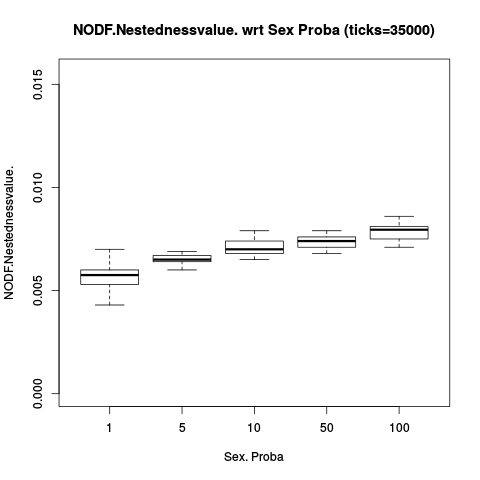 NODF.Nestednessvalue. wrt Sex Proba (ticks=35000)
NODF.Nestednessvalue.
0.015
0.010
0.005
0.000
1 5 10 50 100
Sex. Proba